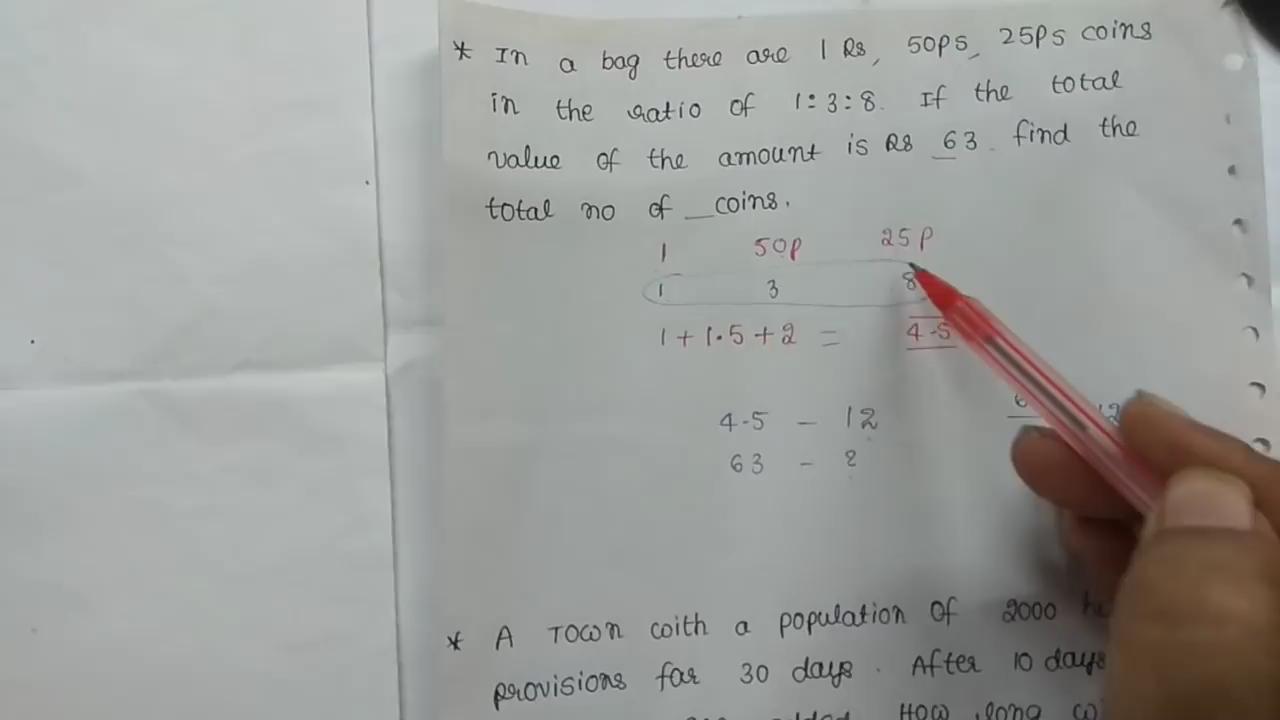 * In a bag there are 1 Rs, 50ps, 25ps coins
in the ratio of 1:3:8. If the total
value of the amount is Rs 63. find the
total no of _ coins.
1 50p 25p
1 3 8
1 + 1.5 + 2 = 4.5
4.5 - 12
63 - ?
* A Town with a population of 2000
provisions for 30 days. After 10 days
How long